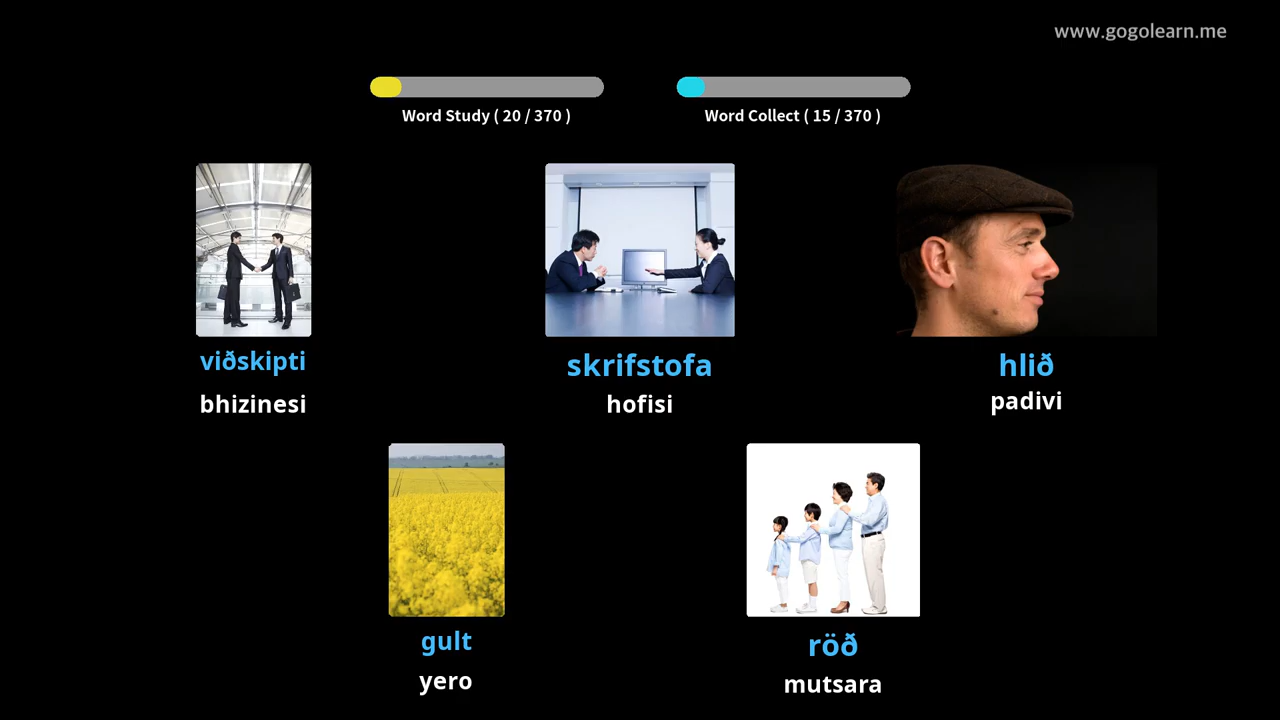 www.gogolearn.me
Word Study ( 20 / 370 )
Word Collect ( 15 / 370 )
viðskipti
bhizinesi
skrifstofa
hofisi
hlið
padivi
gult
yero
röð
mutsara